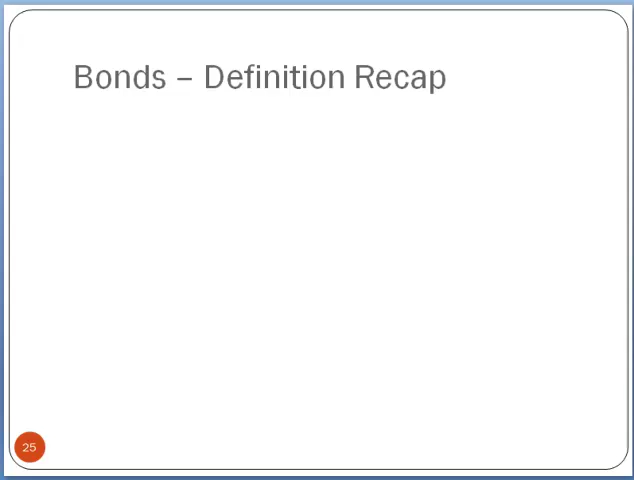 Bonds – Definition Recap
25